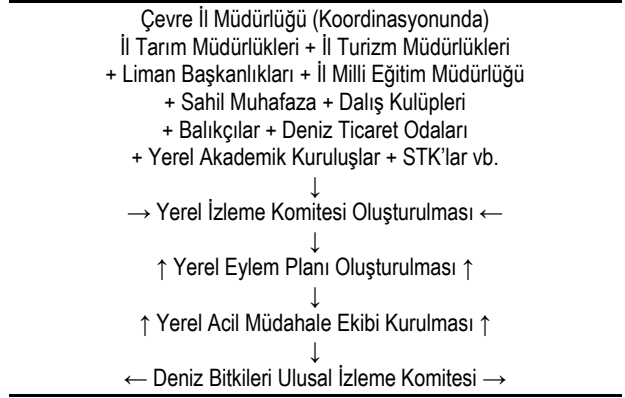 Çevre İl Müdürlüğü (Koordinasyonunda)
İl Tarım Müdürlükleri + İl Turizm Müdürlükleri
+ Liman Başkanlıkları + İl Milli Eğitim Müdürlüğü
+ Sahil Muhafaza + Dalış Kulüpleri
+ Balıkçılar + Deniz Ticaret Odaları
+ Yerel Akademik Kuruluşlar + STK’lar vb.
↓
→ Yerel İzleme Komitesi Oluşturulması ←
↓
↑ Yerel Eylem Planı Oluşturulması ↑
↓
↑ Yerel Acil Müdahale Ekibi Kurulması ↑
↓
← Deniz Bitkileri Ulusal İzleme Komitesi →